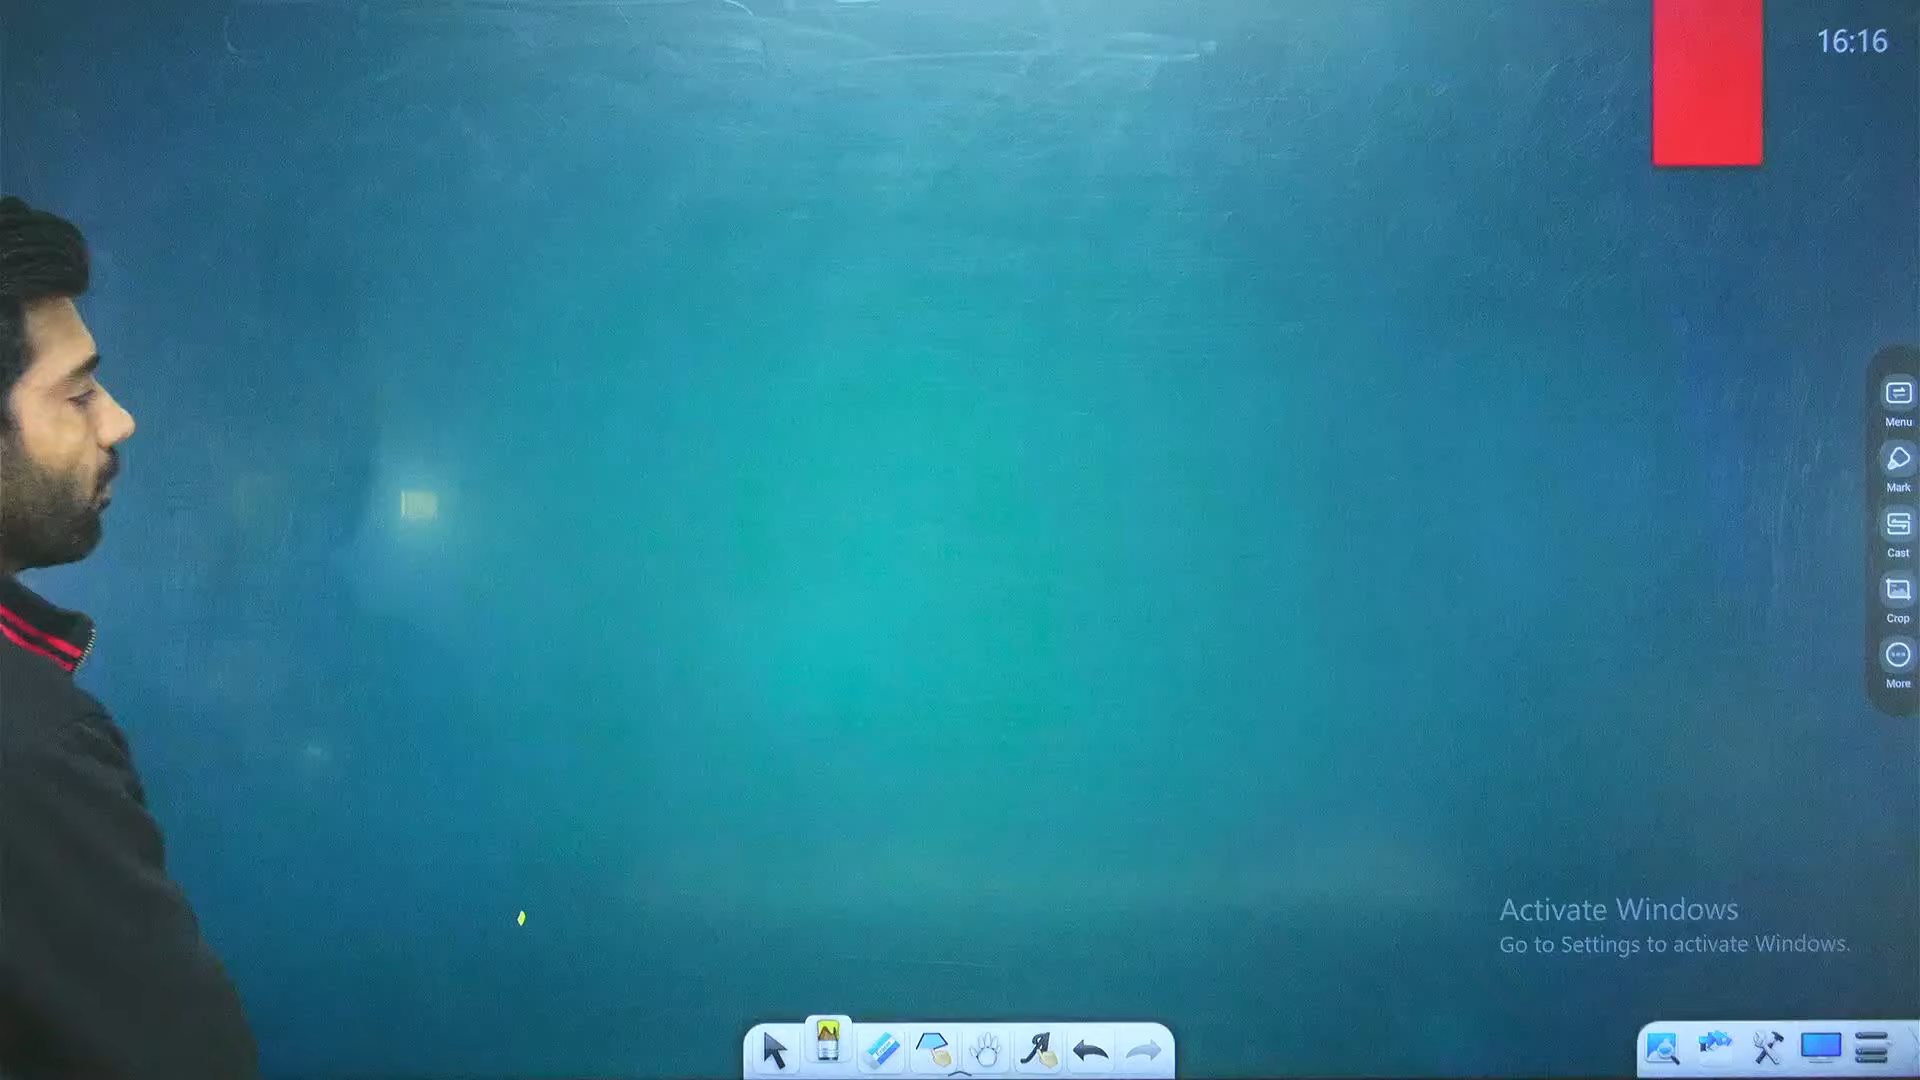 16:16
Menu
Mark
Cast
Crop
More
Activate Windows
Go to Settings to activate Windows.